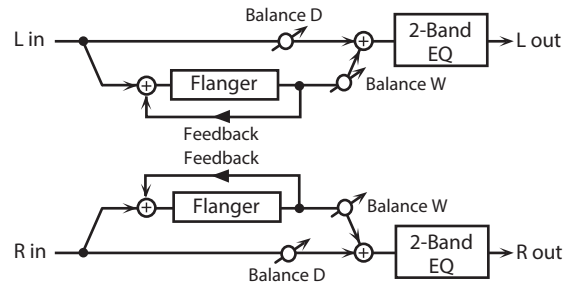 Balance D
L in
2-Band
EQ
L out
Flanger
Balance W
Feedback
Feedback
Flanger
Balance W
R in
2-Band
EQ
R out
Balance D